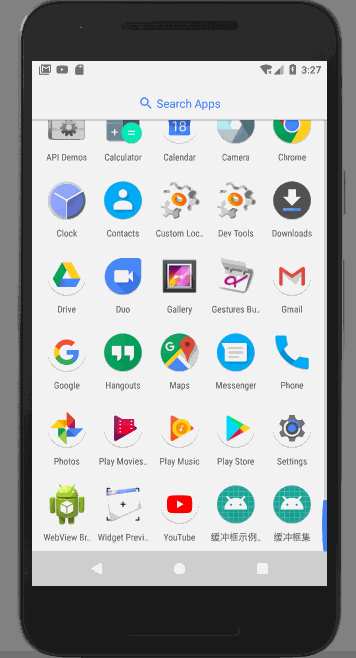 3:27
Search Apps
API Demos
Calculator
18
Calendar
Camera
Chrome
Clock
Contacts
Custom Loc..
Dev Tools
Downloads
Drive
Duo
Gallery
Gestures Bu..
Gmail
Google
Hangouts
Maps
Messenger
Phone
Photos
Play Movies..
Play Music
Play Store
Settings
WebView Br..
Widget Previ..
YouTube
缓冲框示例..
缓冲框集